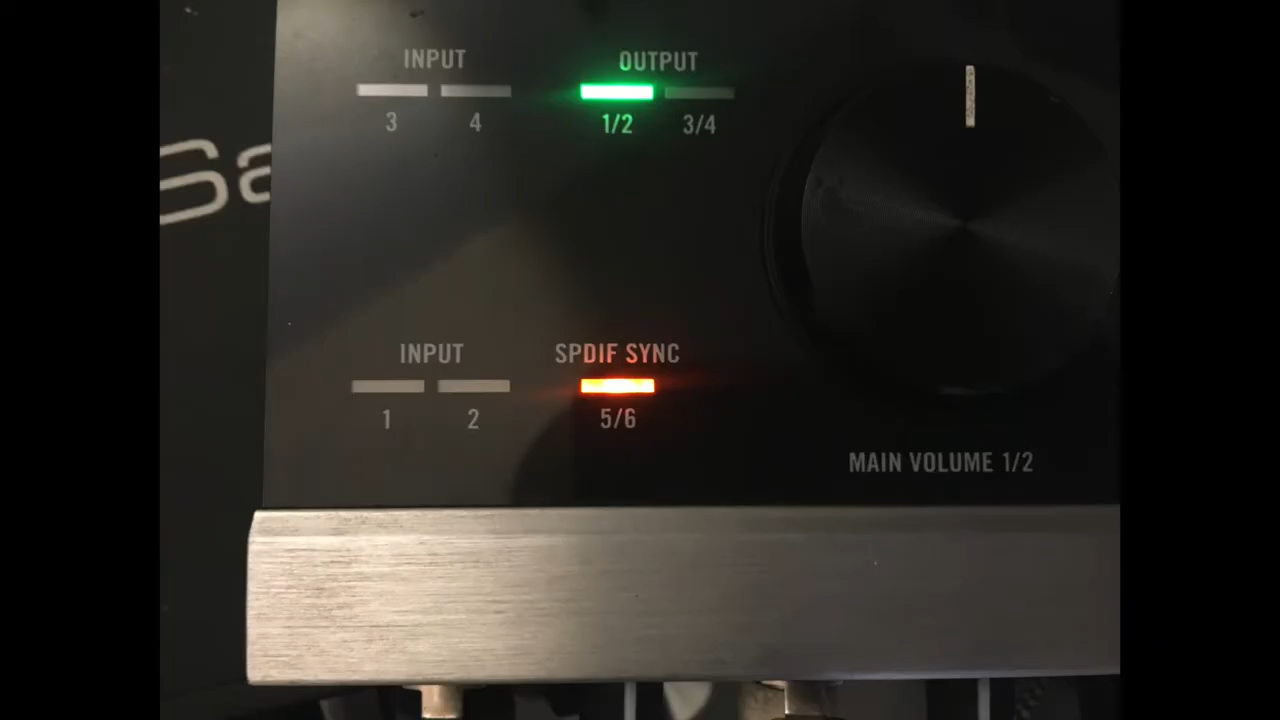 INPUT OUTPUT
3 4 1/2 3/4
Sa
INPUT SPDIF SYNC
1 2 5/6
MAIN VOLUME 1/2